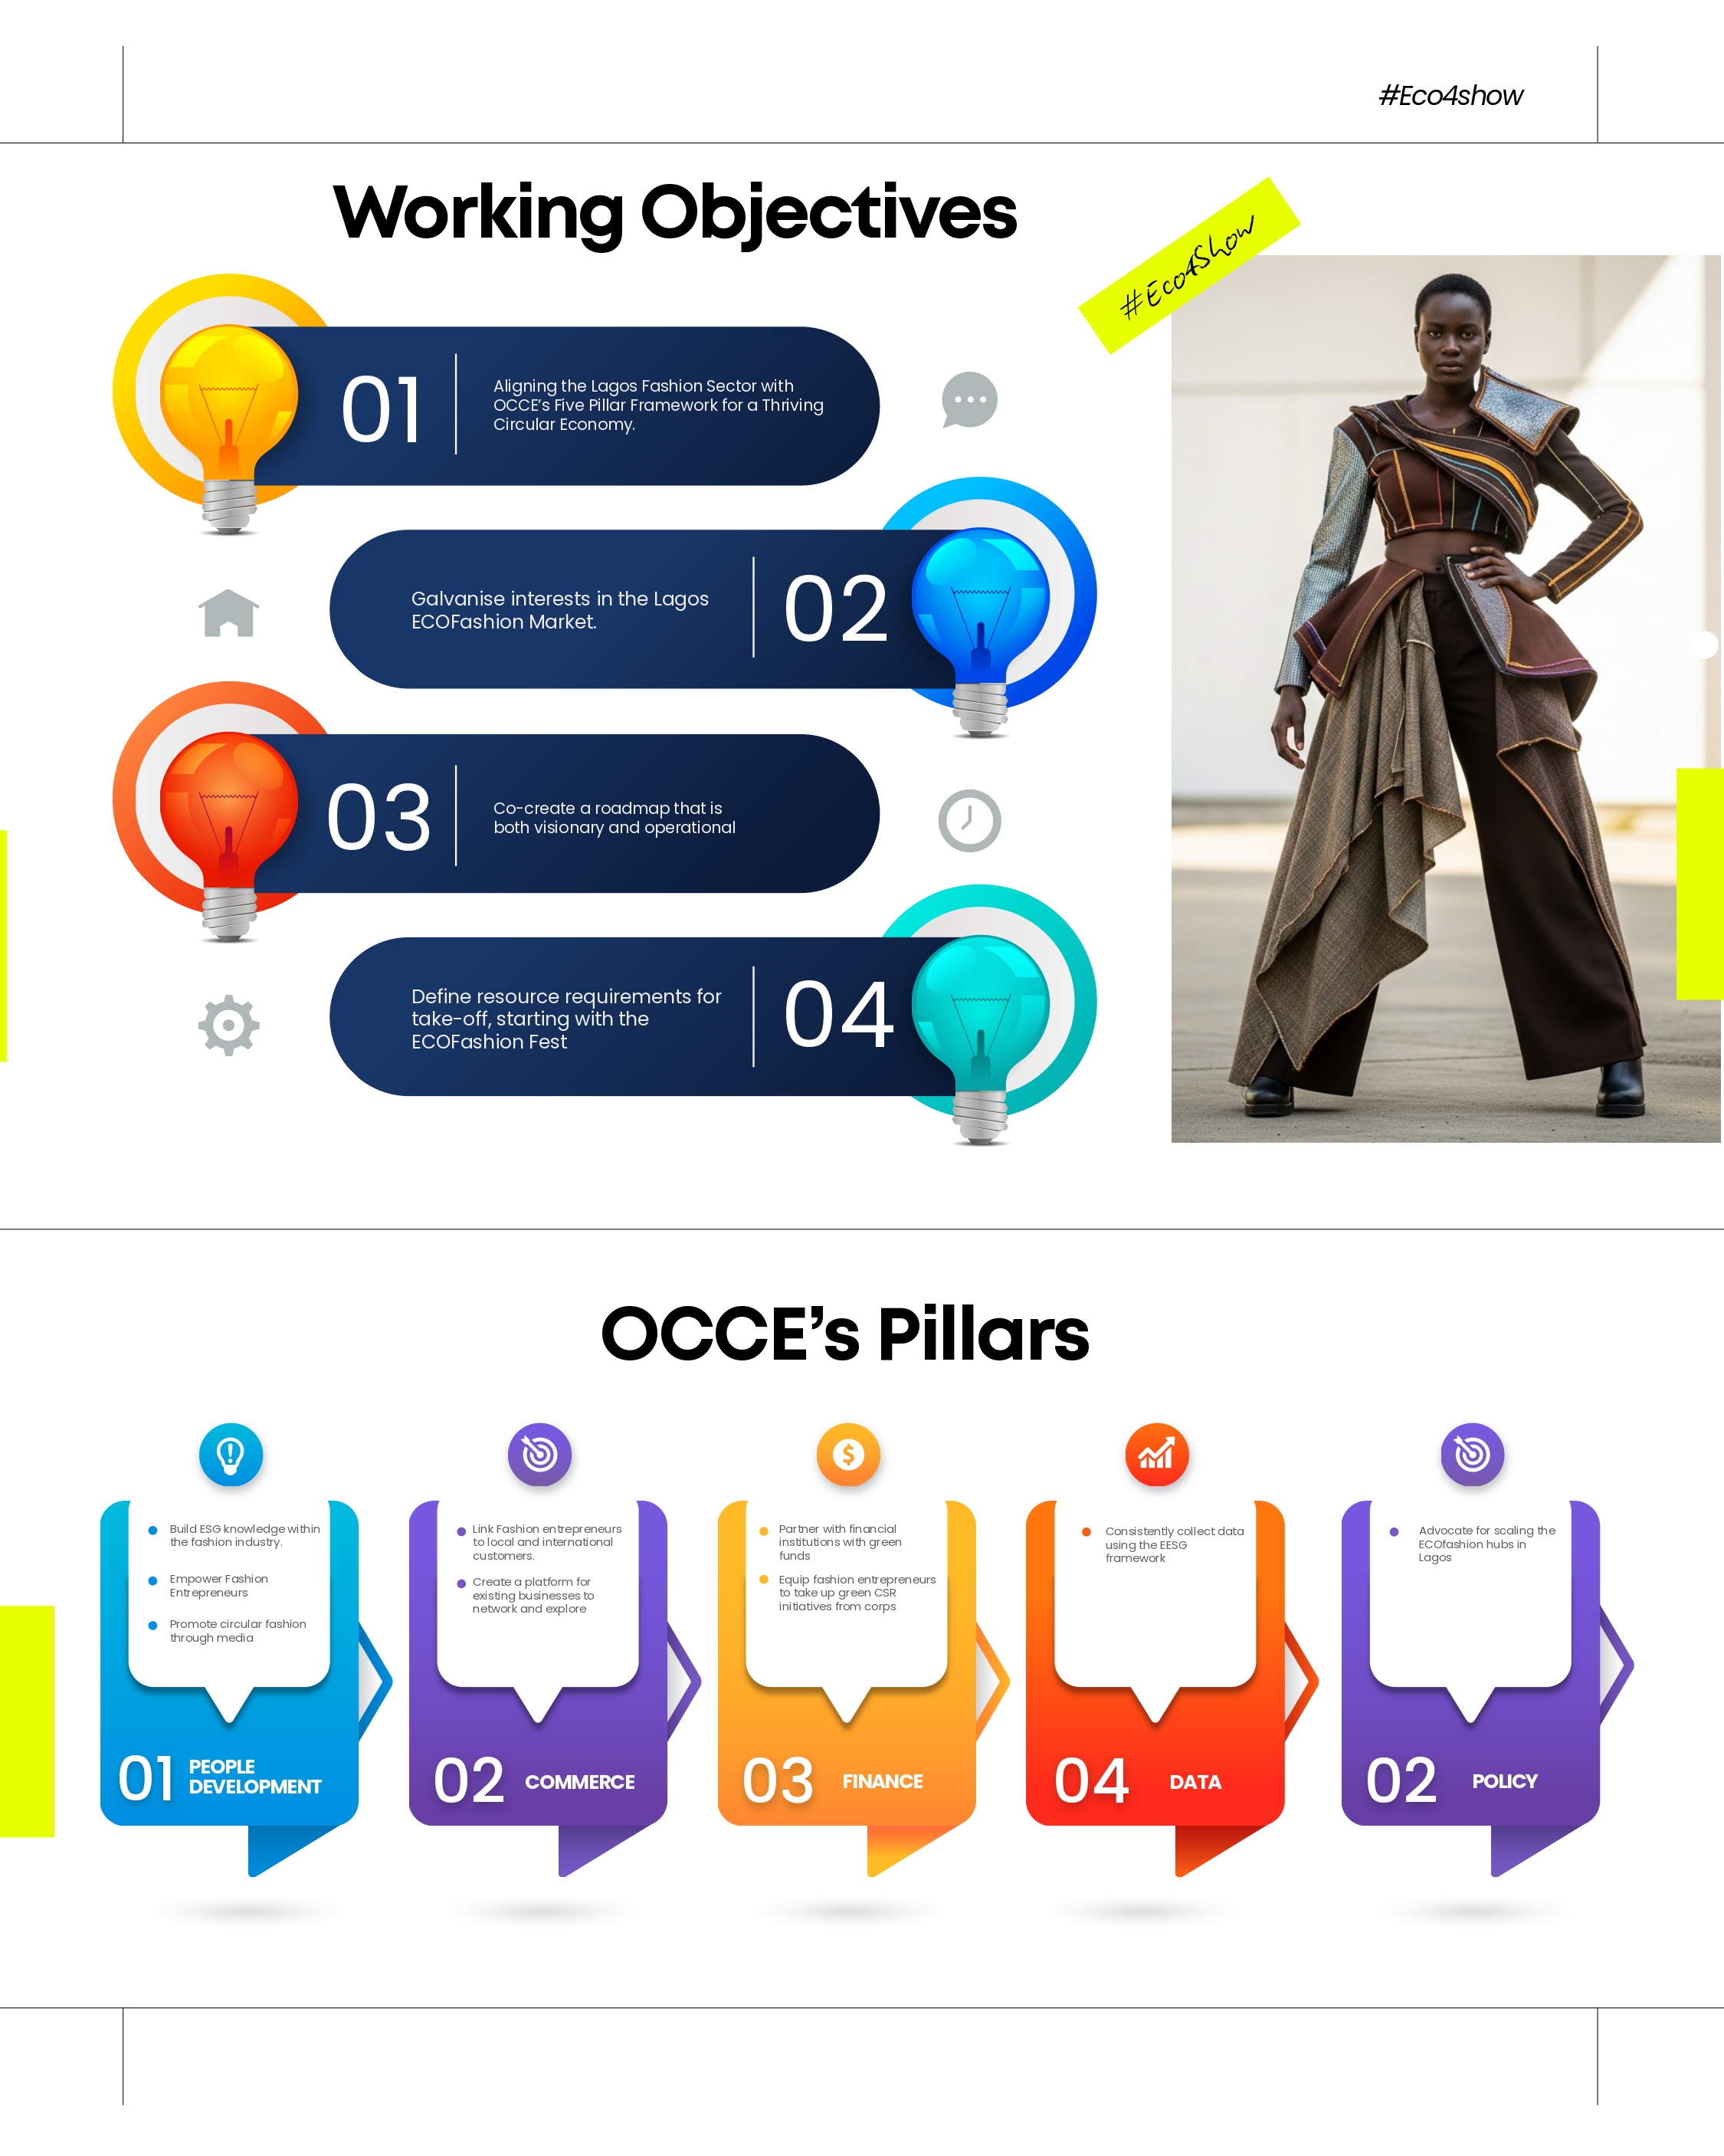 #Eco4show
Working Objectives
#Eco4Show
01
Aligning the Lagos Fashion Sector with
OCCE's Five Pillar Framework for a Thriving
Circular Economy.
Galvanise interests in the Lagos
ECOFashion Market.
02
03
Co-create a roadmap that is
both visionary and operational
Define resource requirements for
take-off, starting with the
ECOFashion Fest
04
OCCE’s Pillars
Build ESG knowledge within
the fashion industry.
Empower Fashion
Entrepreneurs
Promote circular fashion
through media
01
PEOPLE
DEVELOPMENT
Link Fashion entrepreneurs
to local and international
customers.
Create a platform for
existing businesses to
network and explore
02
COMMERCE
Partner with financial
institutions with green
funds
Equip fashion entrepreneurs
to take up green CSR
initiatives from corps
03
FINANCE
Consistently collect data
using the EESG
framework
04
DATA
Advocate for scaling the
ECOfashion hubs in
Lagos
02
POLICY